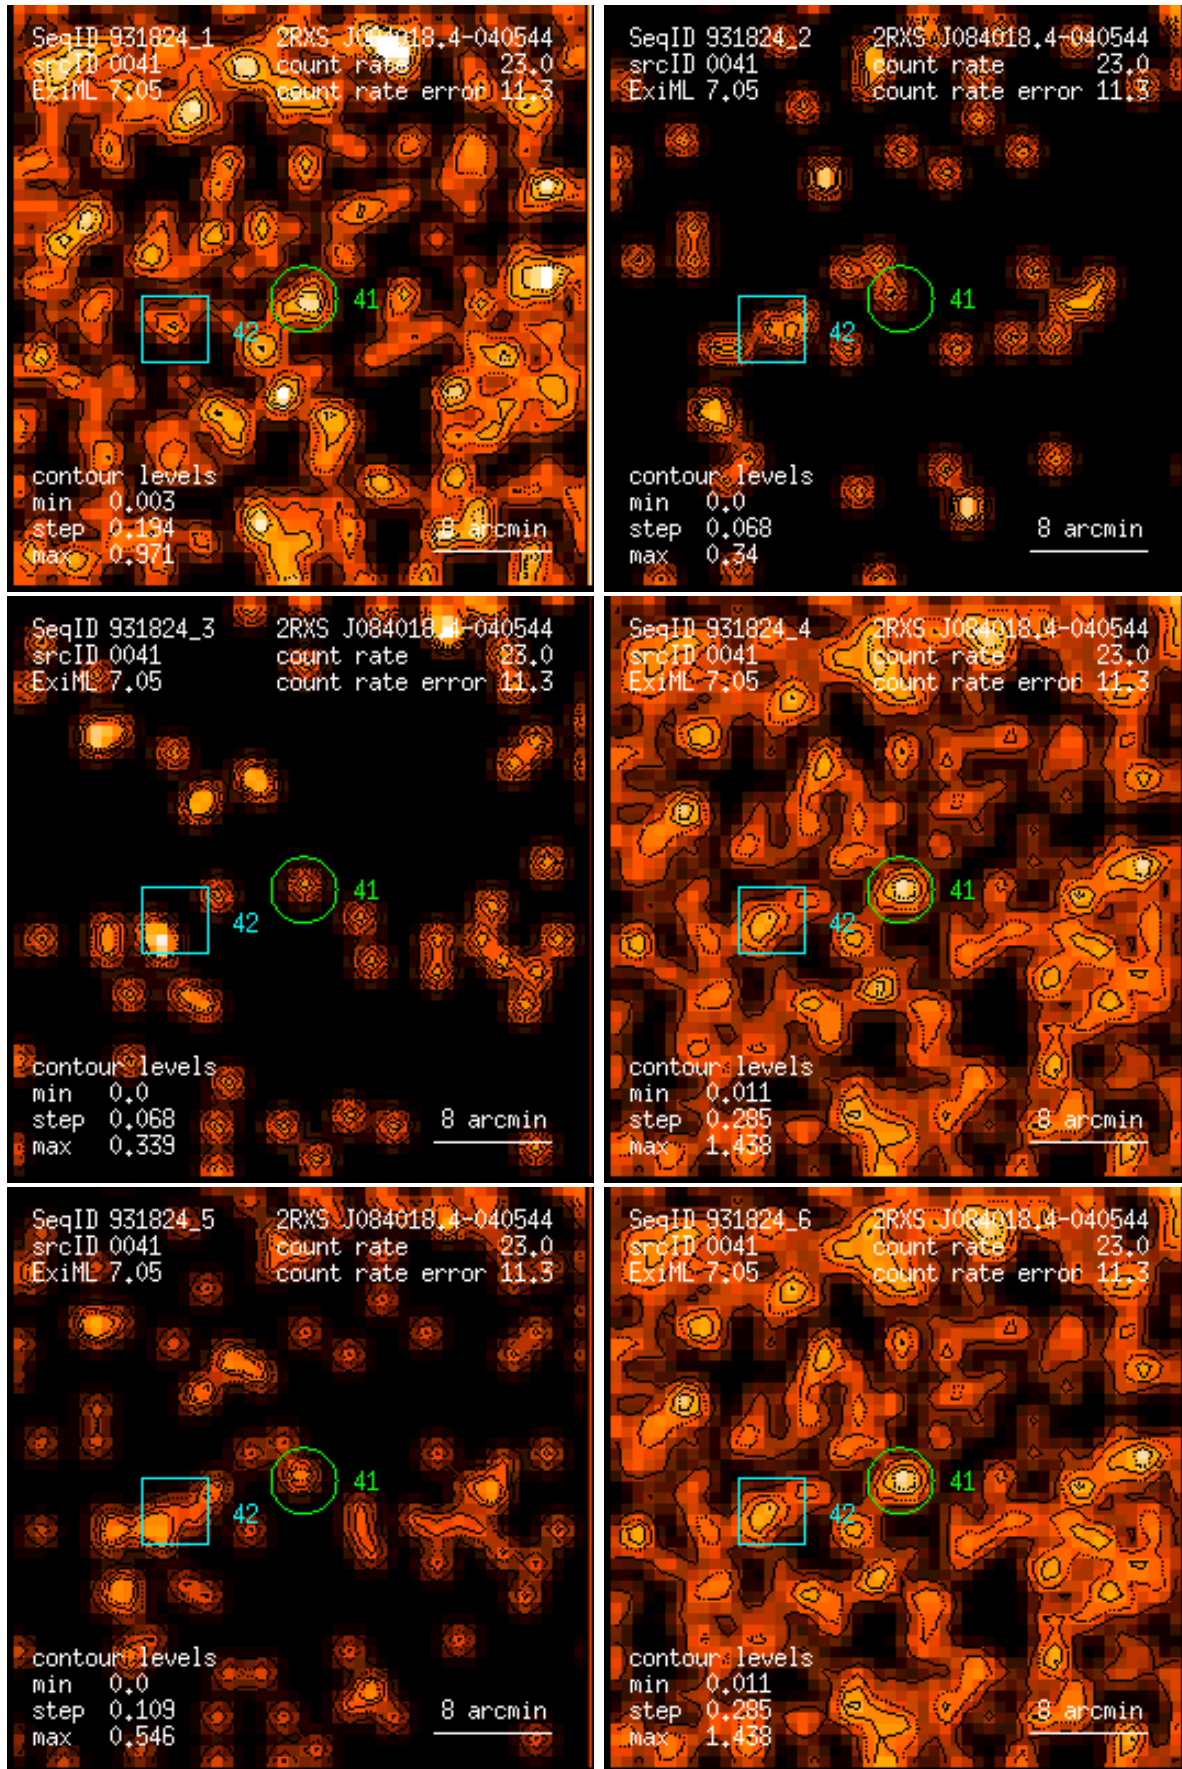 SeqID 931824_1 2RXS J084018.4-040544
srcID 0041 count rate 23.0
ExiML 7.05 count rate error 11.3
41
42
contour levels
min 0.003
step 0.194
max 0.971
8 arcmin
SeqID 931824_2 2RXS J084018.4-040544
srcID 0041 count rate 23.0
ExiML 7.05 count rate error 11.3
41
42
contour levels
min 0.0
step 0.068
max 0.34
8 arcmin
SeqID 931824_3 2RXS J084018.4-040544
srcID 0041 count rate 23.0
ExiML 7.05 count rate error 11.3
41
42
contour levels
min 0.0
step 0.068
max 0.339
8 arcmin
SeqID 931824_4 2RXS J084018.4-040544
srcID 0041 count rate 23.0
ExiML 7.05 count rate error 11.3
41
42
contour levels
min 0.011
step 0.285
max 1.438
8 arcmin
SeqID 931824_5 2RXS J084018.4-040544
srcID 0041 count rate 23.0
ExiML 7.05 count rate error 11.3
41
42
contour levels
min 0.0
step 0.109
max 0.546
8 arcmin
SeqID 931824_6 2RXS J084018.4-040544
srcID 0041 count rate 23.0
ExiML 7.05 count rate error 11.3
41
42
contour levels
min 0.011
step 0.285
max 1.438
8 arcmin